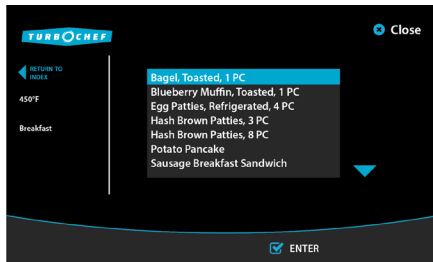 TURBOCHEF
Close
RETURN TO
INDEX
450°F
Breakfast
Bagel, Toasted, 1 PC
Blueberry Muffin, Toasted, 1 PC
Egg Patties, Refrigerated, 4 PC
Hash Brown Patties, 3 PC
Hash Brown Patties, 8 PC
Potato Pancake
Sausage Breakfast Sandwich
ENTER